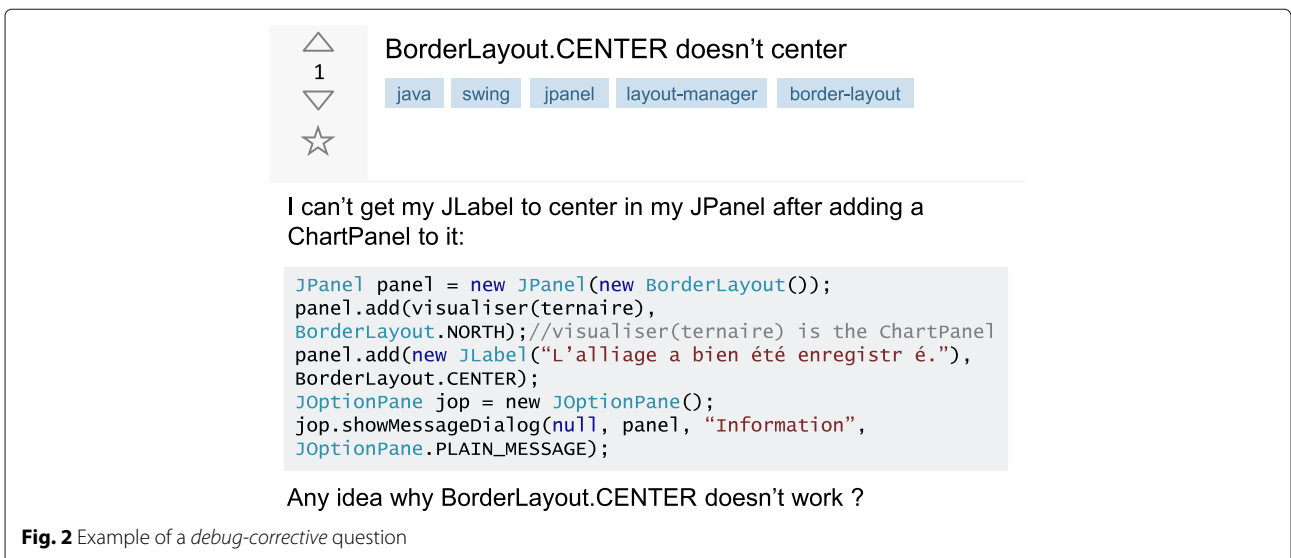 1
BorderLayout.CENTER doesn’t center
java swing jpanel layout-manager border-layout
I can’t get my JLabel to center in my JPanel after adding a
ChartPanel to it:
JPanel panel = new JPanel(new BorderLayout());
panel.add(visualiser(ternaire),
BorderLayout.NORTH);//visualiser(ternaire) is the ChartPanel
panel.add(new JLabel(“L’alliage a bien été enregistr é.”),
BorderLayout.CENTER);
JOptionPane jop = new JOptionPane();
jop.showMessageDialog(null, panel, “Information”,
JOptionPane.PLAIN_MESSAGE);
Any idea why BorderLayout.CENTER doesn’t work ?
Fig. 2 Example of a debug-corrective question